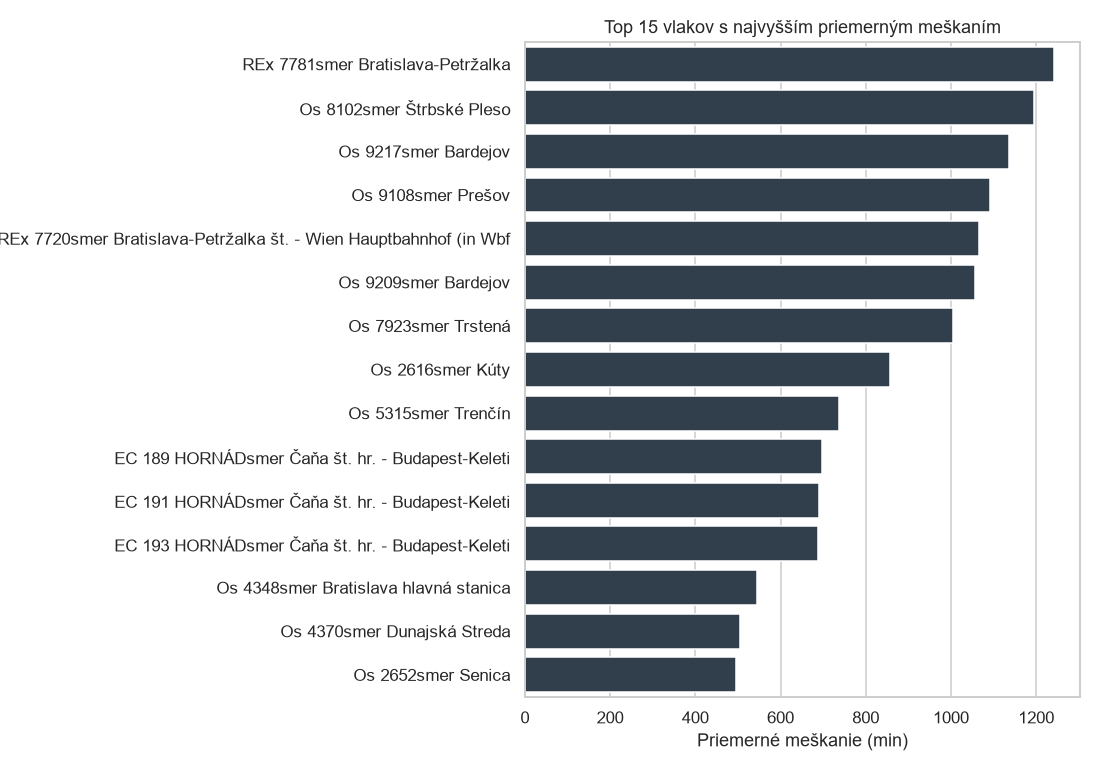 Top 15 vlakov s najvyšším priemerným meškaním
REx 7781smer Bratislava-Petržalka
Os 8102smer Štrbské Pleso
Os 9217smer Bardejov
Os 9108smer Prešov
REx 7720smer Bratislava-Petržalka št. - Wien Hauptbahnhof (in Wbf
Os 9209smer Bardejov
Os 7923smer Trstená
Os 2616smer Kúty
Os 5315smer Trenčín
EC 189 HORNÁDsmer Čaňa št. hr. - Budapest-Keleti
EC 191 HORNÁDsmer Čaňa št. hr. - Budapest-Keleti
EC 193 HORNÁDsmer Čaňa št. hr. - Budapest-Keleti
Os 4348smer Bratislava hlavná stanica
Os 4370smer Dunajská Streda
Os 2652smer Senica
0 200 400 600 800 1000 1200
Priemerné meškanie (min)